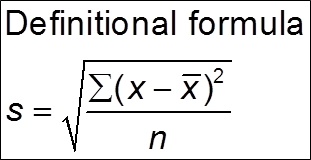 Definitional formula
s = √(Σ(x − x̅)² / n)